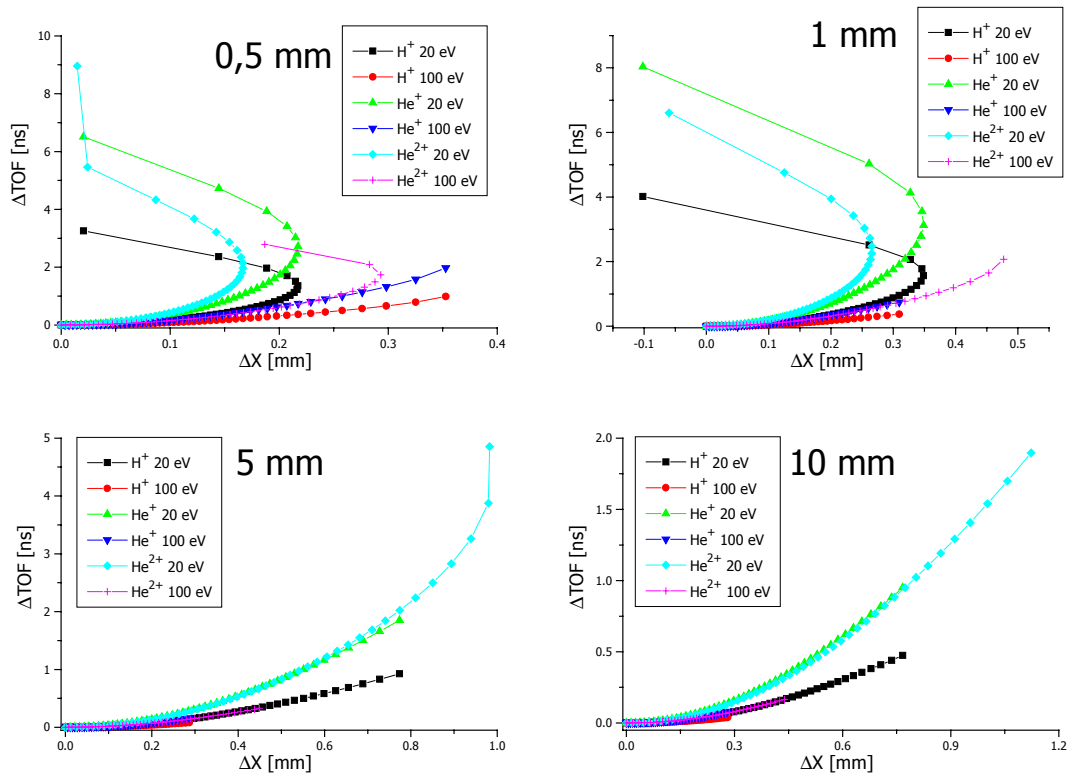 0,5 mm
ΔTOF [ns]
10
8
6
4
2
0
0.0 0.1 0.2 0.3 0.4
ΔX [mm]
H+ 20 eV
H+ 100 eV
He+ 20 eV
He+ 100 eV
He2+ 20 eV
He2+ 100 eV
1 mm
ΔTOF [ns]
8
6
4
2
0
-0.1 0.0 0.1 0.2 0.3 0.4 0.5
ΔX [mm]
H+ 20 eV
H+ 100 eV
He+ 20 eV
He+ 100 eV
He2+ 20 eV
He2+ 100 eV
5 mm
ΔTOF [ns]
5
4
3
2
1
0
0.0 0.2 0.4 0.6 0.8 1.0
ΔX [mm]
H+ 20 eV
H+ 100 eV
He+ 20 eV
He+ 100 eV
He2+ 20 eV
He2+ 100 eV
10 mm
ΔTOF [ns]
2.0
1.5
1.0
0.5
0.0
0.0 0.3 0.6 0.9 1.2
ΔX [mm]
H+ 20 eV
H+ 100 eV
He+ 20 eV
He+ 100 eV
He2+ 20 eV
He2+ 100 eV